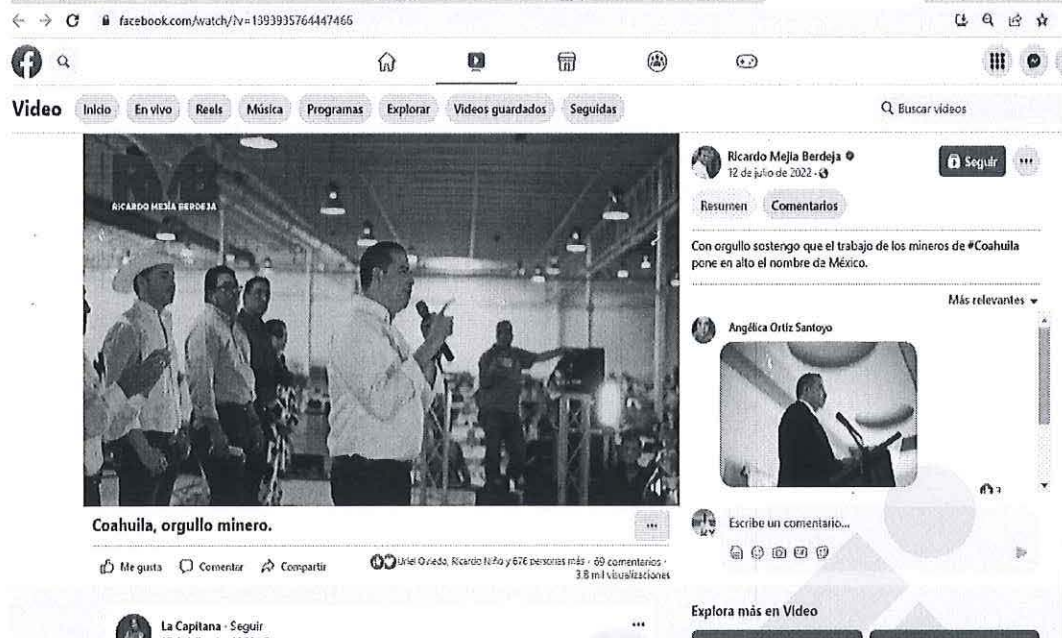 facebook.com/watch/?v=1393935764447466
Video
Inicio
En vivo
Reels
Música
Programas
Explorar
Videos guardados
Seguidas
Buscar videos
RMB
RICARDO MEJÍA BERDEJA
Ricardo Mejía Berdeja
12 de julio de 2022 ·
Seguir
Resumen
Comentarios
Con orgullo sostengo que el trabajo de los mineros de #Coahuila
pone en alto el nombre de México.
Más relevantes
Angélica Ortiz Santoyo
3
Escribe un comentario...
Coahuila, orgullo minero.
Me gusta
Comentar
Compartir
Uriel Oviedo, Ricardo Niño y 676 personas más · 69 comentarios ·
3.8 mil visualizaciones
La Capitana · Seguir
Explora más en Video